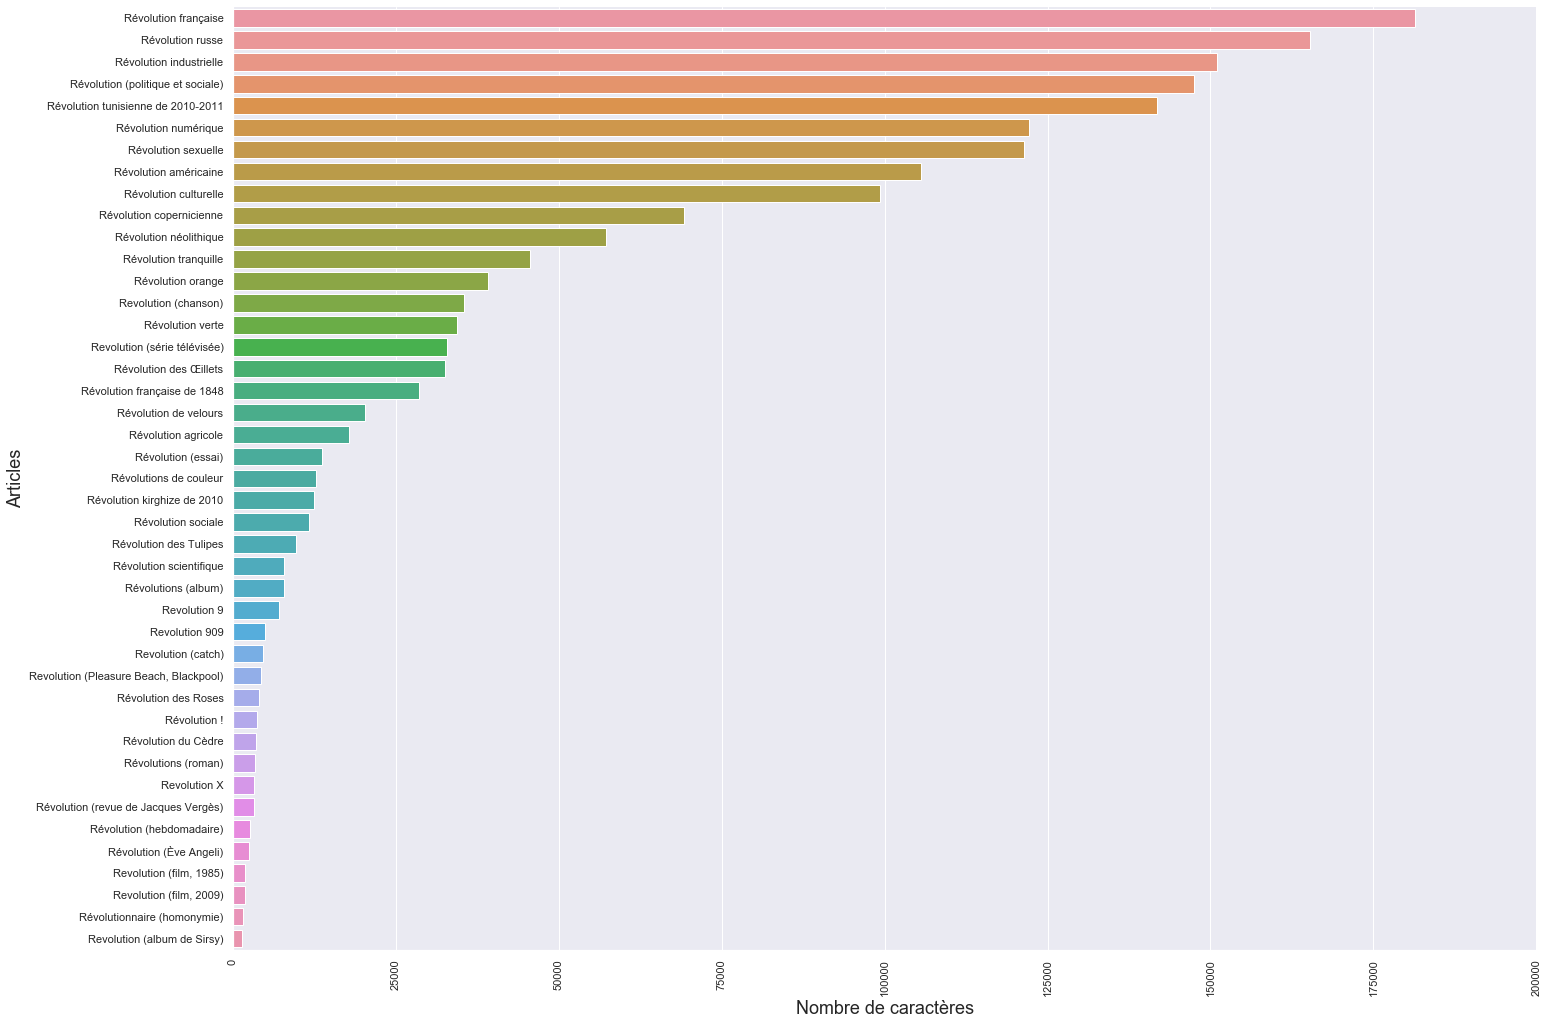 Révolution française
Révolution russe
Révolution industrielle
Révolution (politique et sociale)
Révolution tunisienne de 2010-2011
Révolution numérique
Révolution sexuelle
Révolution américaine
Révolution culturelle
Révolution copernicienne
Révolution néolithique
Révolution tranquille
Révolution orange
Revolution (chanson)
Révolution verte
Revolution (série télévisée)
Révolution des Œillets
Révolution française de 1848
Révolution de velours
Révolution agricole
Révolution (essai)
Révolutions de couleur
Révolution kirghize de 2010
Révolution sociale
Révolution des Tulipes
Révolution scientifique
Révolutions (album)
Revolution 9
Revolution 909
Revolution (catch)
Revolution (Pleasure Beach, Blackpool)
Révolution des Roses
Révolution !
Révolution du Cèdre
Révolutions (roman)
Revolution X
Révolution (revue de Jacques Vergès)
Révolution (hebdomadaire)
Révolution (Ève Angeli)
Revolution (film, 1985)
Revolution (film, 2009)
Révolutionnaire (homonymie)
Revolution (album de Sirsy)
Articles
0
25000
50000
75000
100000
125000
150000
175000
200000
Nombre de caractères